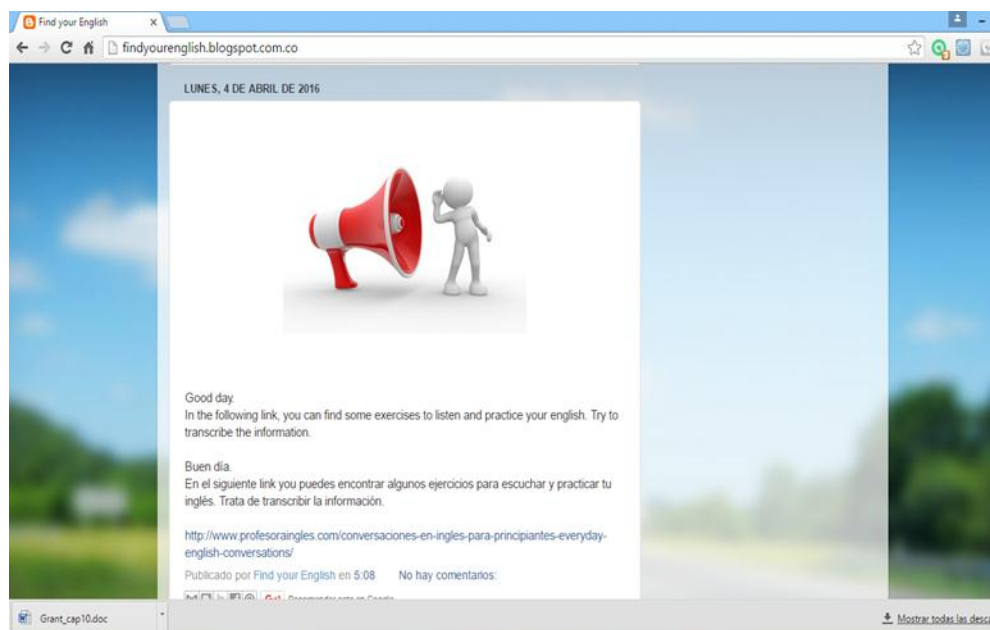 Find your English
findyourenglish.blogspot.com.co
LUNES, 4 DE ABRIL DE 2016
Good day.
In the following link, you can find some exercises to listen and practice your english. Try to
transcribe the information.
Buen día.
En el siguiente link you puedes encontrar algunos ejercicios para escuchar y practicar tu
inglés. Trata de transcribir la información.
http://www.profesoraingles.com/conversaciones-en-ingles-para-principiantes-everyday-
english-conversations/
Publicado por Find your English en 5:08 No hay comentarios:
Grant_cap10.doc
Mostrar todas las desca